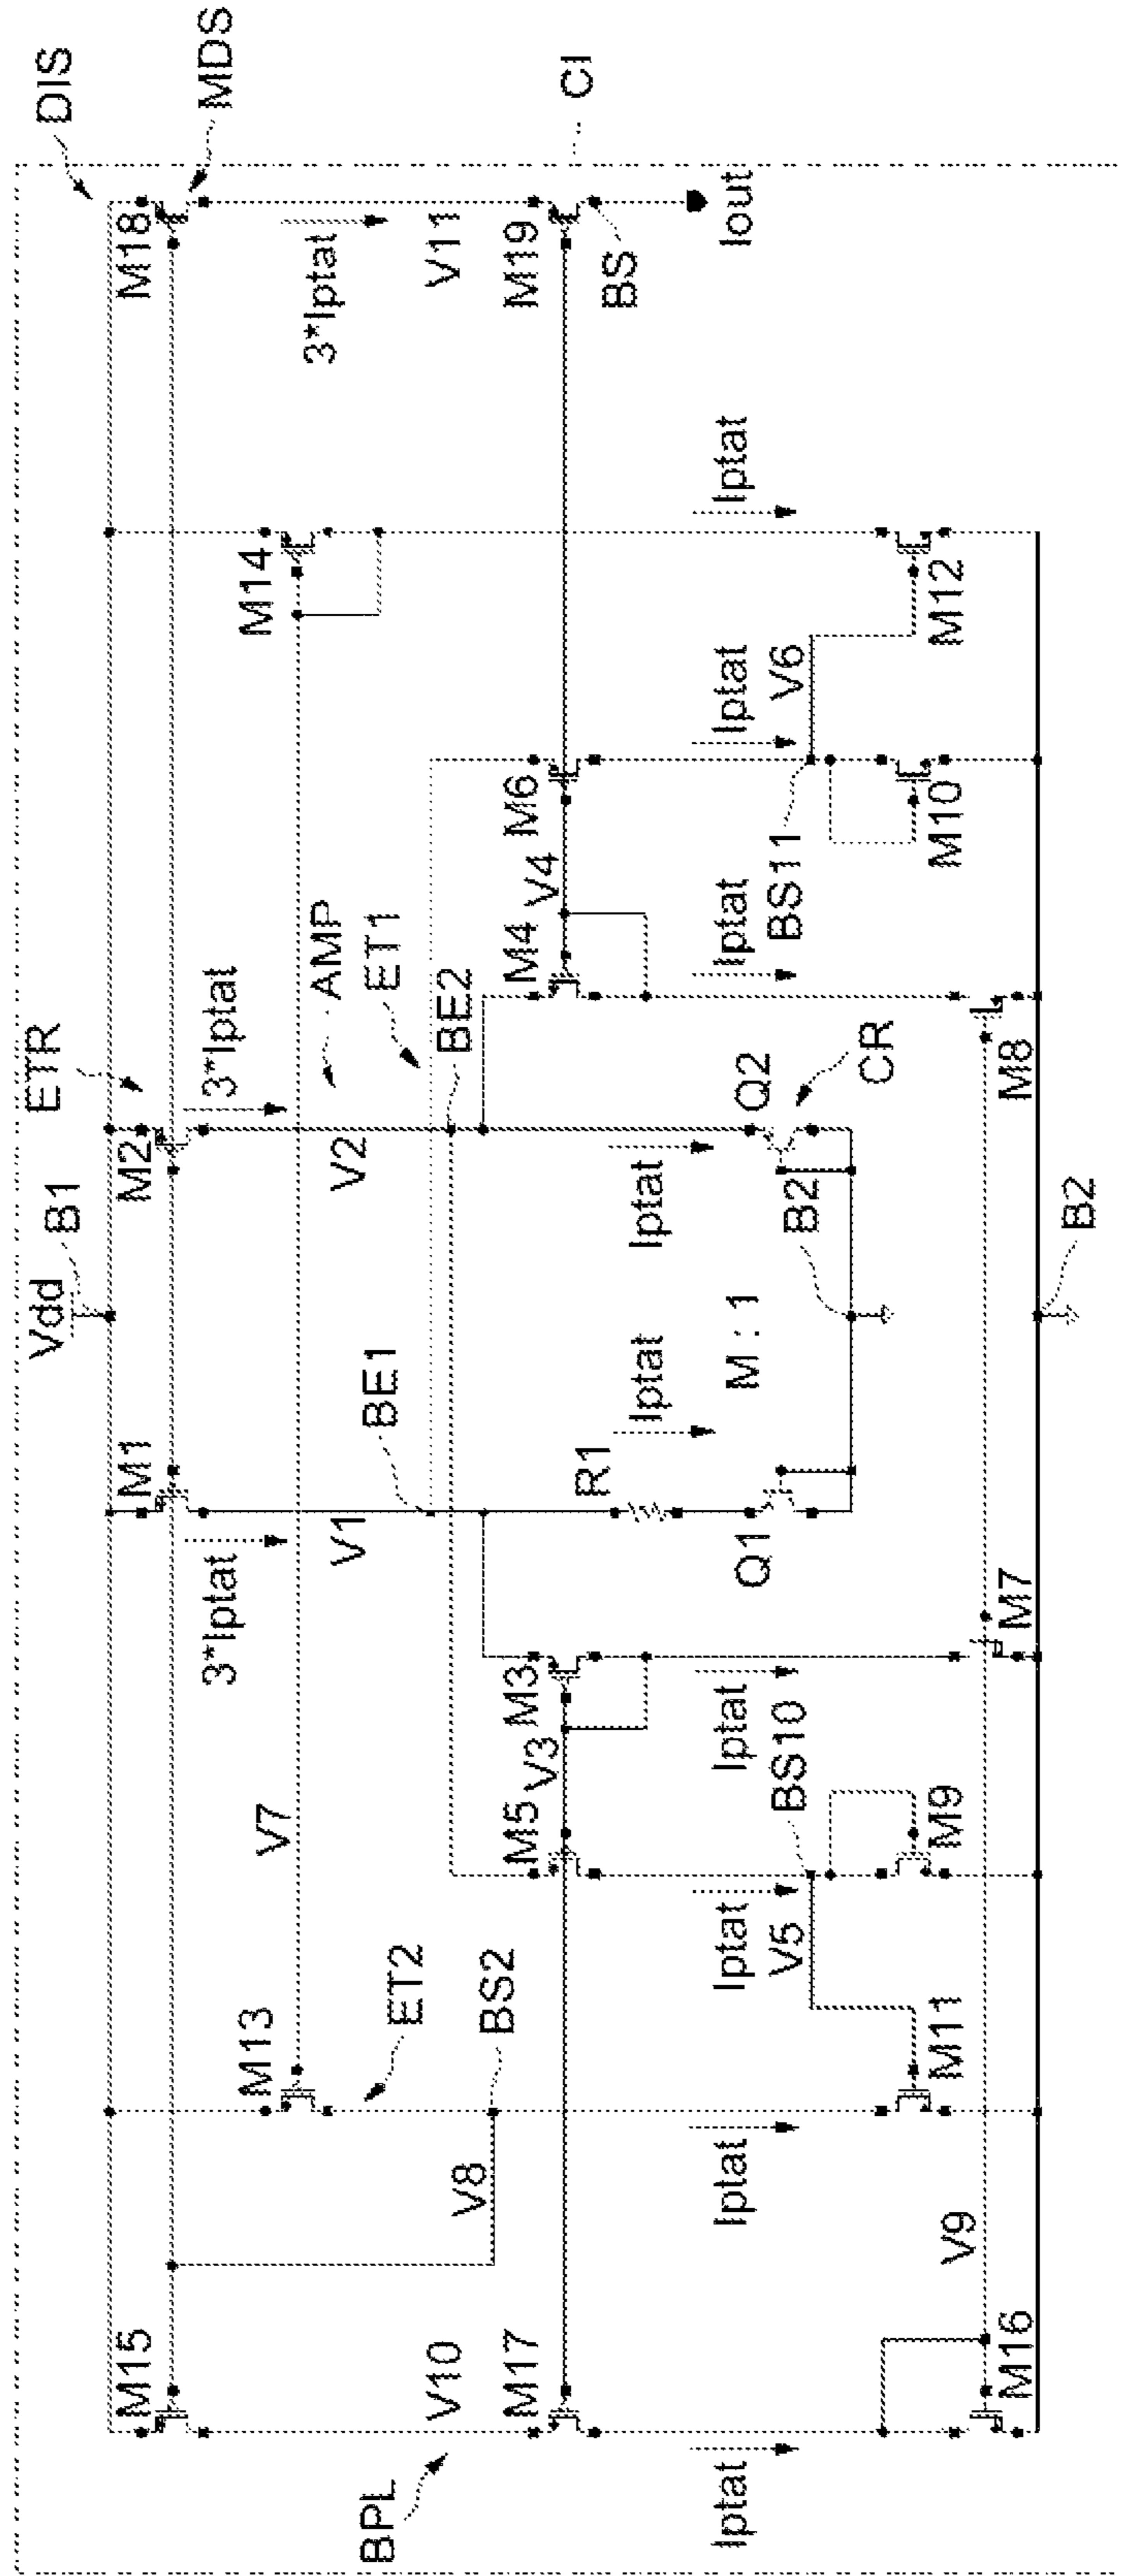 DIS
MDS
CI
ETR
Vdd
B1
M15
M1
M2
M18
3*Iptat
3*Iptat
3*Iptat
M13
V7
M14
AMP
ET1
ET2
V1
V2
V11
BE1
BE2
BS2
V8
V10
BPL
M17
M5
V3
M3
M4
V4
M6
M19
BS
Iout
R1
Iptat
Iptat
M : 1
Q1
Q2
B2
CR
Iptat
Iptat
Iptat
Iptat
Iptat
Iptat
Iptat
V5
BS10
BS11
V6
M11
M9
M10
M12
V9
M16
M7
M8
B2